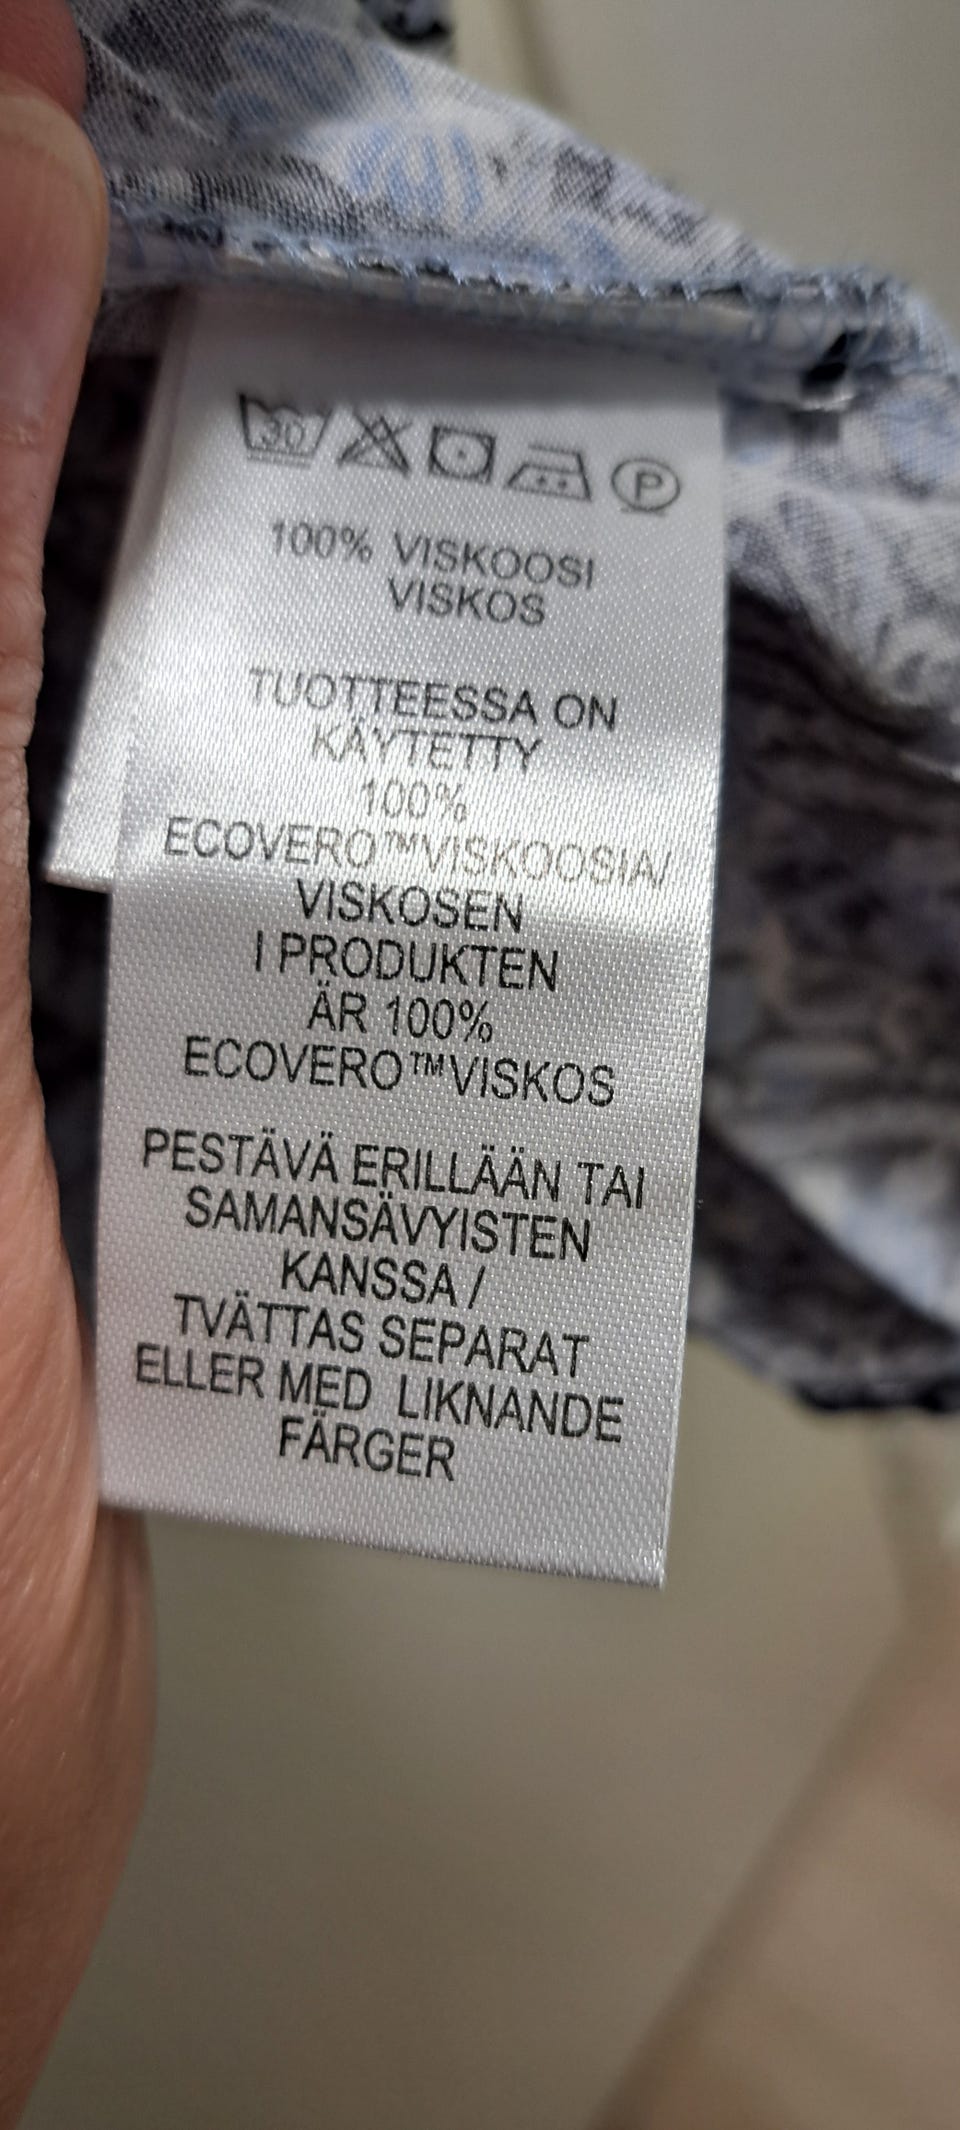 30 P
100% VISKOOSI
VISKOS
TUOTTEESSA ON
KÄYTETTY
100%
ECOVERO™VISKOOSIA/
VISKOSEN
I PRODUKTEN
ÄR 100%
ECOVERO™VISKOS
PESTÄVÄ ERILLÄÄN TAI
SAMANSÄVYISTEN
KANSSA /
TVÄTTAS SEPARAT
ELLER MED LIKNANDE
FÄRGER